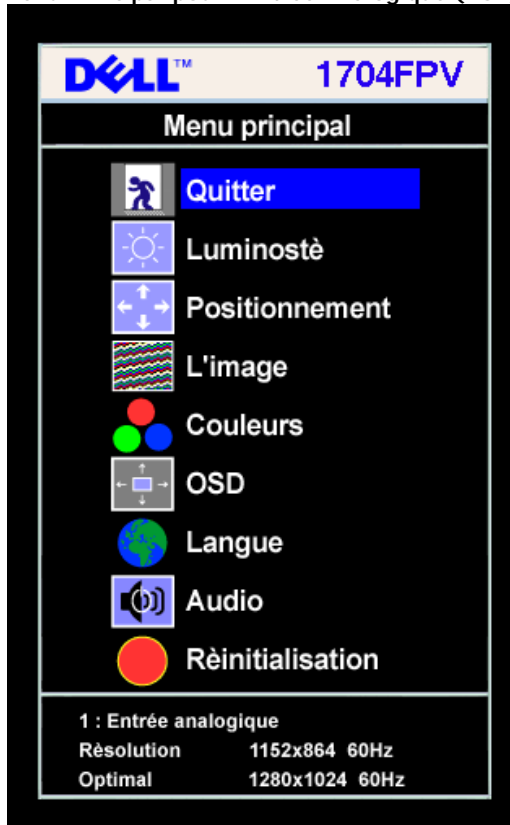 DELL™ 1704FPV
Menu principal
Quitter
Luminostè
Positionnement
L'image
Couleurs
OSD
Langue
Audio
Rèinitialisation
1 : Entrée analogique
Rèsolution 1152x864 60Hz
Optimal 1280x1024 60Hz